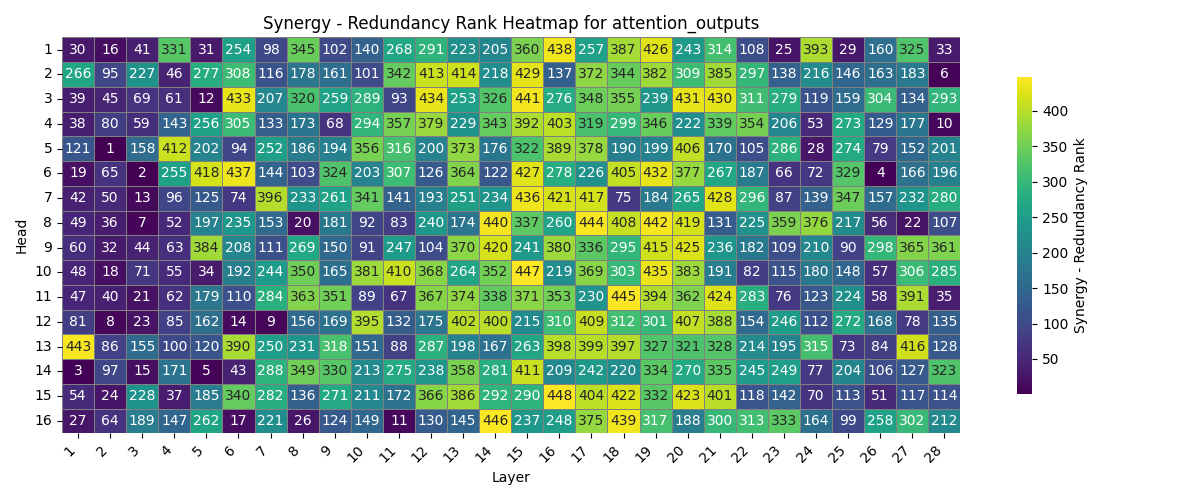 Synergy - Redundancy Rank Heatmap for attention_outputs
1 30 16 41 331 31 254 98 345 102 140 268 291 223 205 360 438 257 387 426 243 314 108 25 393 29 160 325 33
2 266 95 227 46 277 308 116 178 161 101 342 413 414 218 429 137 372 344 382 309 385 297 138 216 146 163 183 6
3 39 45 69 61 12 433 207 320 259 289 93 434 253 326 441 276 348 355 239 431 430 311 279 119 159 304 134 293
4 38 80 59 143 256 305 133 173 68 294 357 379 229 343 392 403 319 299 346 222 339 354 206 53 273 129 177 10
5 121 1 158 412 202 94 252 186 194 356 316 200 373 176 322 389 378 190 199 406 170 105 286 28 274 79 152 201
6 19 65 2 255 418 437 144 103 324 203 307 126 364 122 427 278 226 405 432 377 267 187 66 72 329 4 166 196
7 42 50 13 96 125 74 396 233 261 341 141 193 251 234 436 421 417 75 184 265 428 296 87 139 347 157 232 280
8 49 36 7 52 197 235 153 20 181 92 83 240 174 440 337 260 444 408 442 419 131 225 359 376 217 56 22 107
9 60 32 44 63 384 208 111 269 150 91 247 104 370 420 241 380 336 295 415 425 236 182 109 210 90 298 365 361
10 48 18 71 55 34 192 244 350 165 381 410 368 264 352 447 219 369 303 435 383 191 82 115 180 148 57 306 285
11 47 40 21 62 179 110 284 363 351 89 67 367 374 338 371 353 230 445 394 362 424 283 76 123 224 58 391 35
12 81 8 23 85 162 14 9 156 169 395 132 175 402 400 215 310 409 312 301 407 388 154 246 112 272 168 78 135
13 443 86 155 100 120 390 250 231 318 151 88 287 198 167 263 398 399 397 327 321 328 214 195 315 73 84 416 128
14 3 97 15 171 5 43 288 349 330 213 275 238 358 281 411 209 242 220 334 270 335 245 249 77 204 106 127 323
15 54 24 228 37 185 340 282 136 271 211 172 366 386 292 290 448 404 422 332 423 401 118 142 70 113 51 117 114
16 27 64 189 147 262 17 221 26 124 149 11 130 145 446 237 248 375 439 317 188 300 313 333 164 99 258 302 212
1 2 3 4 5 6 7 8 9 10 11 12 13 14 15 16 17 18 19 20 21 22 23 24 25 26 27 28
Layer
Head
400
350
300
250
200
150
100
50
Synergy - Redundancy Rank